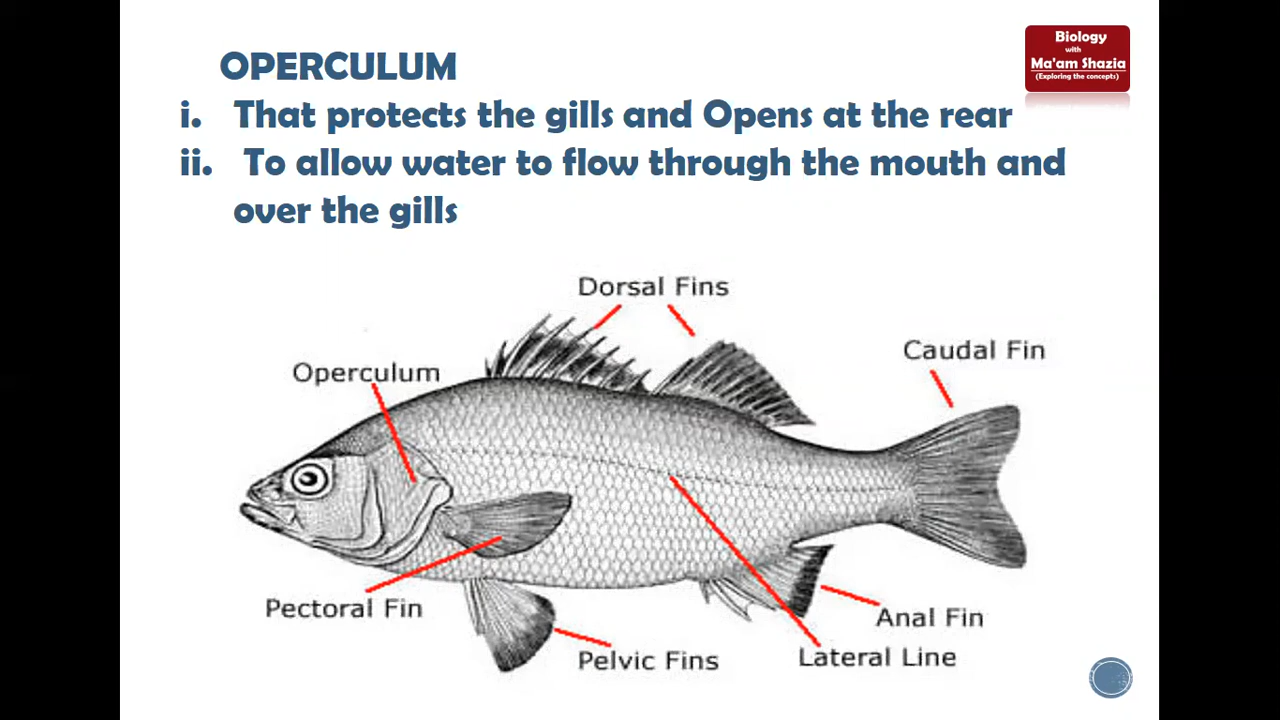 OPERCULUM
Biology
with
Ma'am Shazia
(Exploring the concepts)
i. That protects the gills and Opens at the rear
ii. To allow water to flow through the mouth and
over the gills
Dorsal Fins
Caudal Fin
Operculum
Pectoral Fin
Anal Fin
Pelvic Fins
Lateral Line